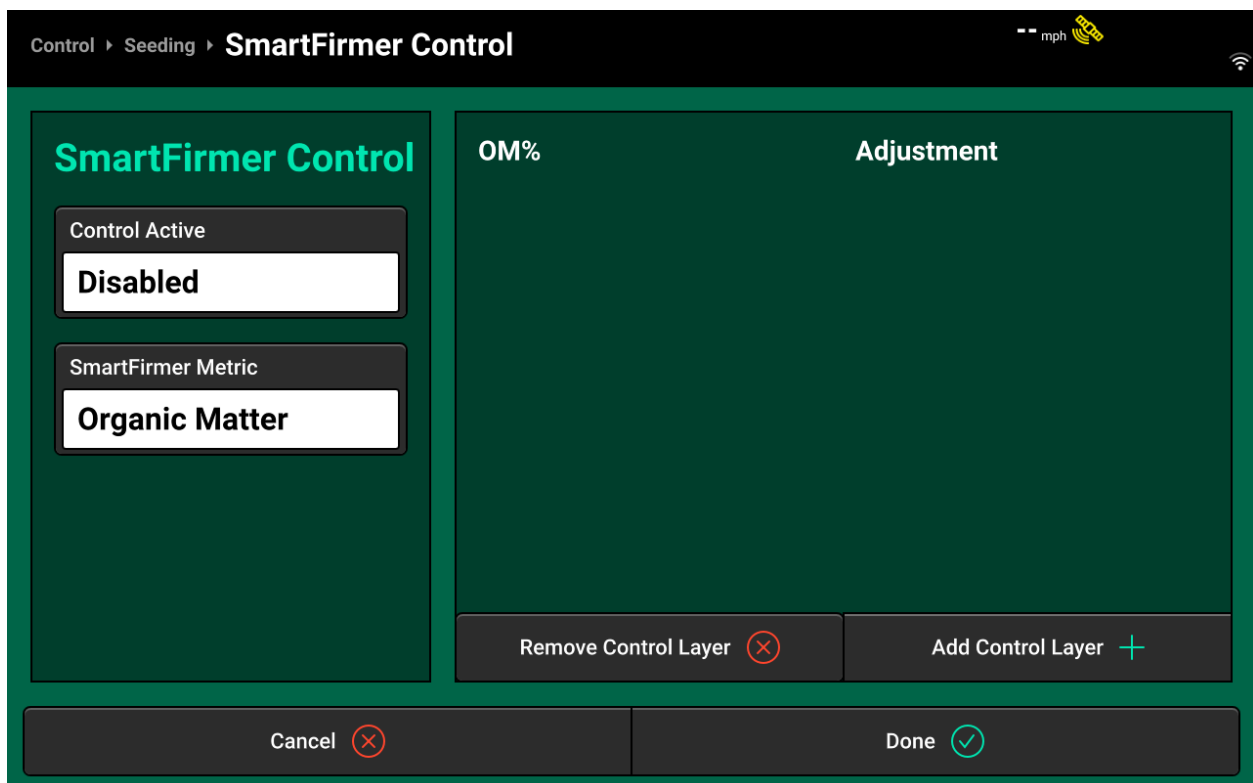 Control ▸ Seeding ▸ SmartFirmer Control
-- mph
SmartFirmer Control
Control Active
Disabled
SmartFirmer Metric
Organic Matter
OM% Adjustment
Remove Control Layer
Add Control Layer
Cancel
Done